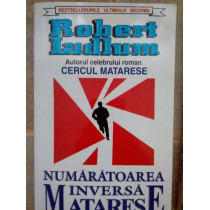 BESTSELLERURILE ULTIMULUI DECENIU
Robert
Ludlum
Autorul celebrului roman
CERCUL MATARESE
NUMĂRĂTOAREA
INVERSĂ
MATARESE